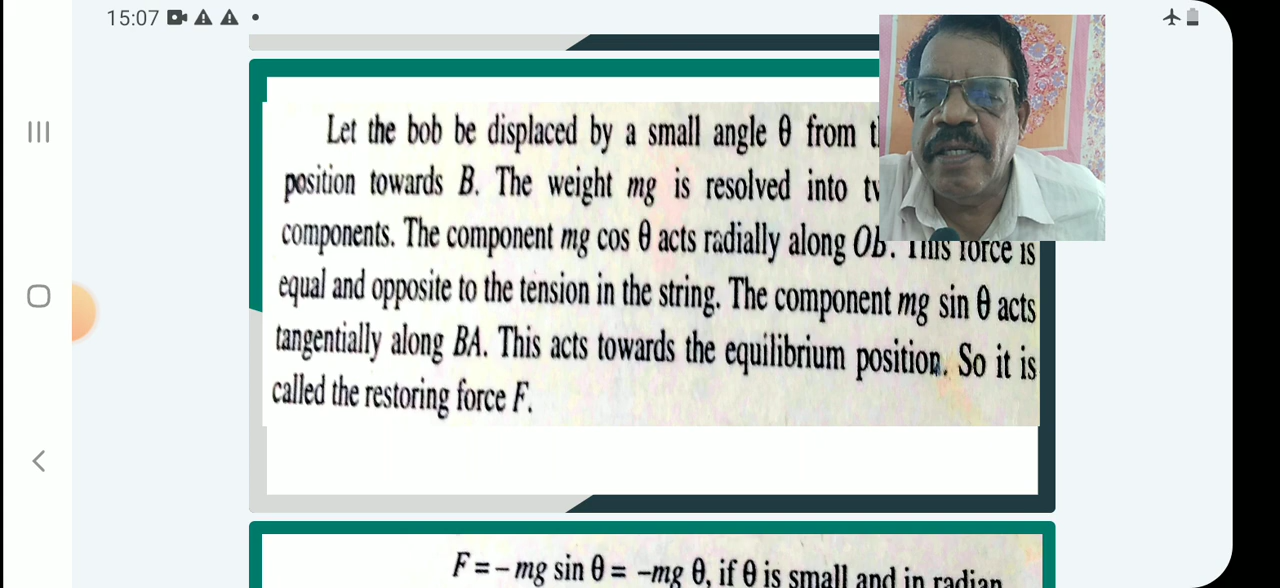 15:07
Let the bob be displaced by a small angle θ from
position towards B. The weight mg is resolved into
components. The component mg cos θ acts radially along OB. This force is
equal and opposite to the tension in the string. The component mg sin θ acts
tangentially along BA. This acts towards the equilibrium position. So it is
called the restoring force F.
F = – mg sin θ = –mg θ, if θ is small and in radian